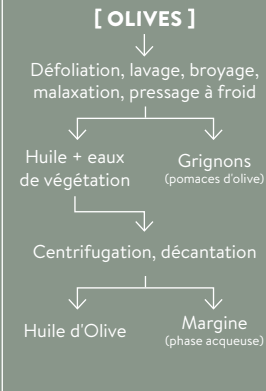 [ OLIVES ]
Défoliation, lavage, broyage,
malaxation, pressage à froid
Huile + eaux
de végétation
Grignons
(pomaces d'olive)
Centrifugation, décantation
Huile d'Olive
Margine
(phase acqueuse)